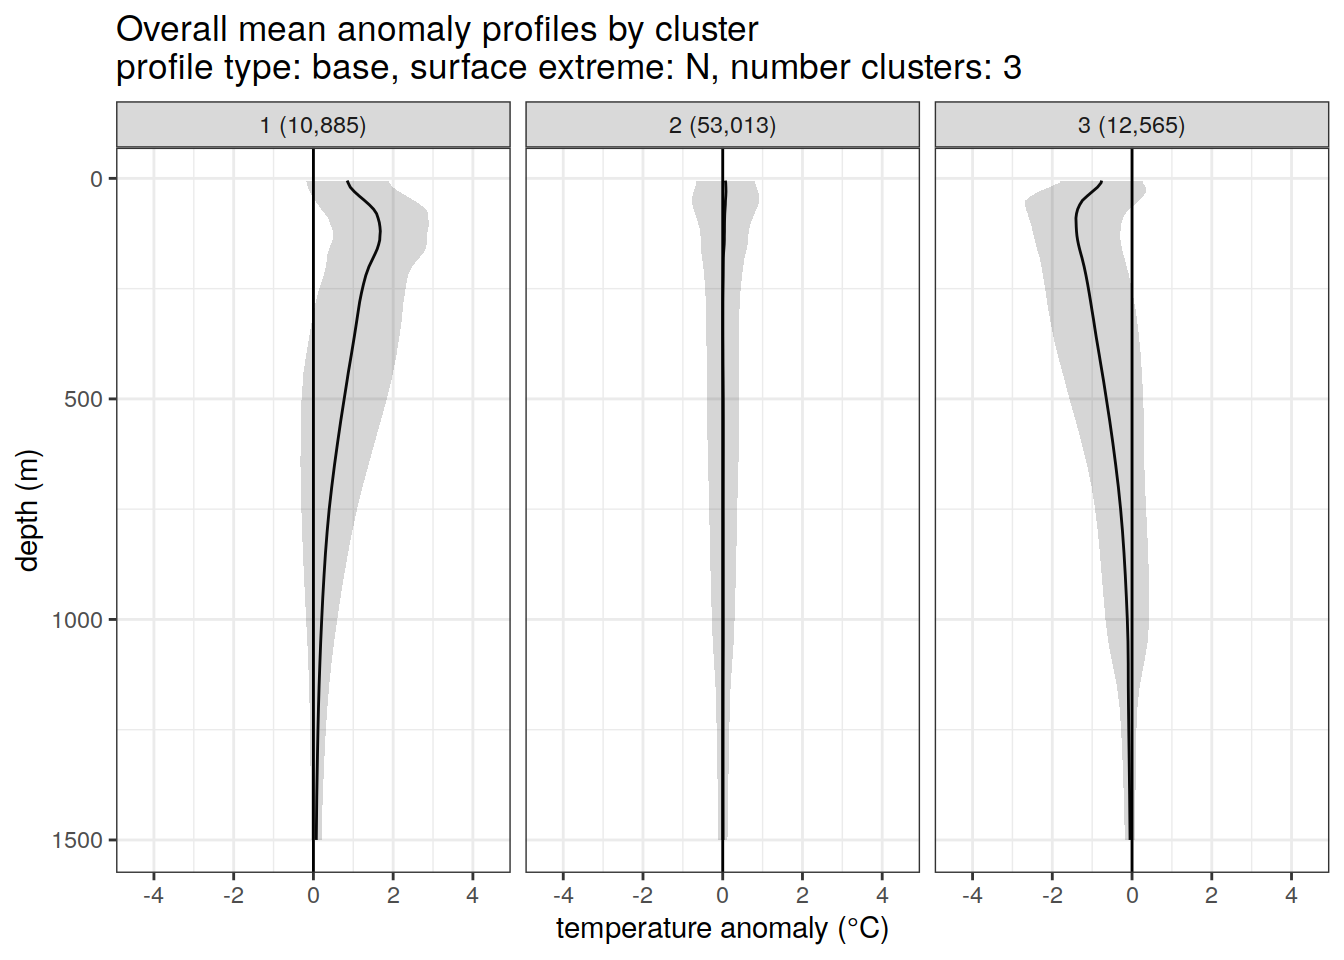 Overall mean anomaly profiles by cluster
profile type: base, surface extreme: N, number clusters: 3
1 (10,885)
2 (53,013)
3 (12,565)
0
500
1000
1500
depth (m)
-4 -2 0 2 4
-4 -2 0 2 4
-4 -2 0 2 4
temperature anomaly (°C)